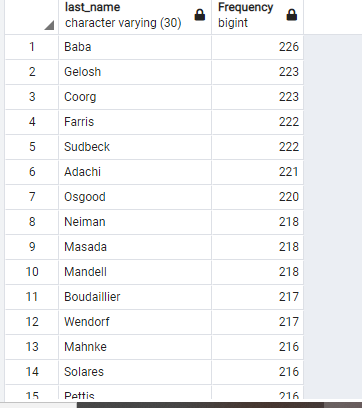 last_name Frequency
character varying (30) bigint
1 Baba 226
2 Gelosh 223
3 Coorg 223
4 Farris 222
5 Sudbeck 222
6 Adachi 221
7 Osgood 220
8 Neiman 218
9 Masada 218
10 Mandell 218
11 Boudaillier 217
12 Wendorf 217
13 Mahnke 216
14 Solares 216
15 Pettis 216